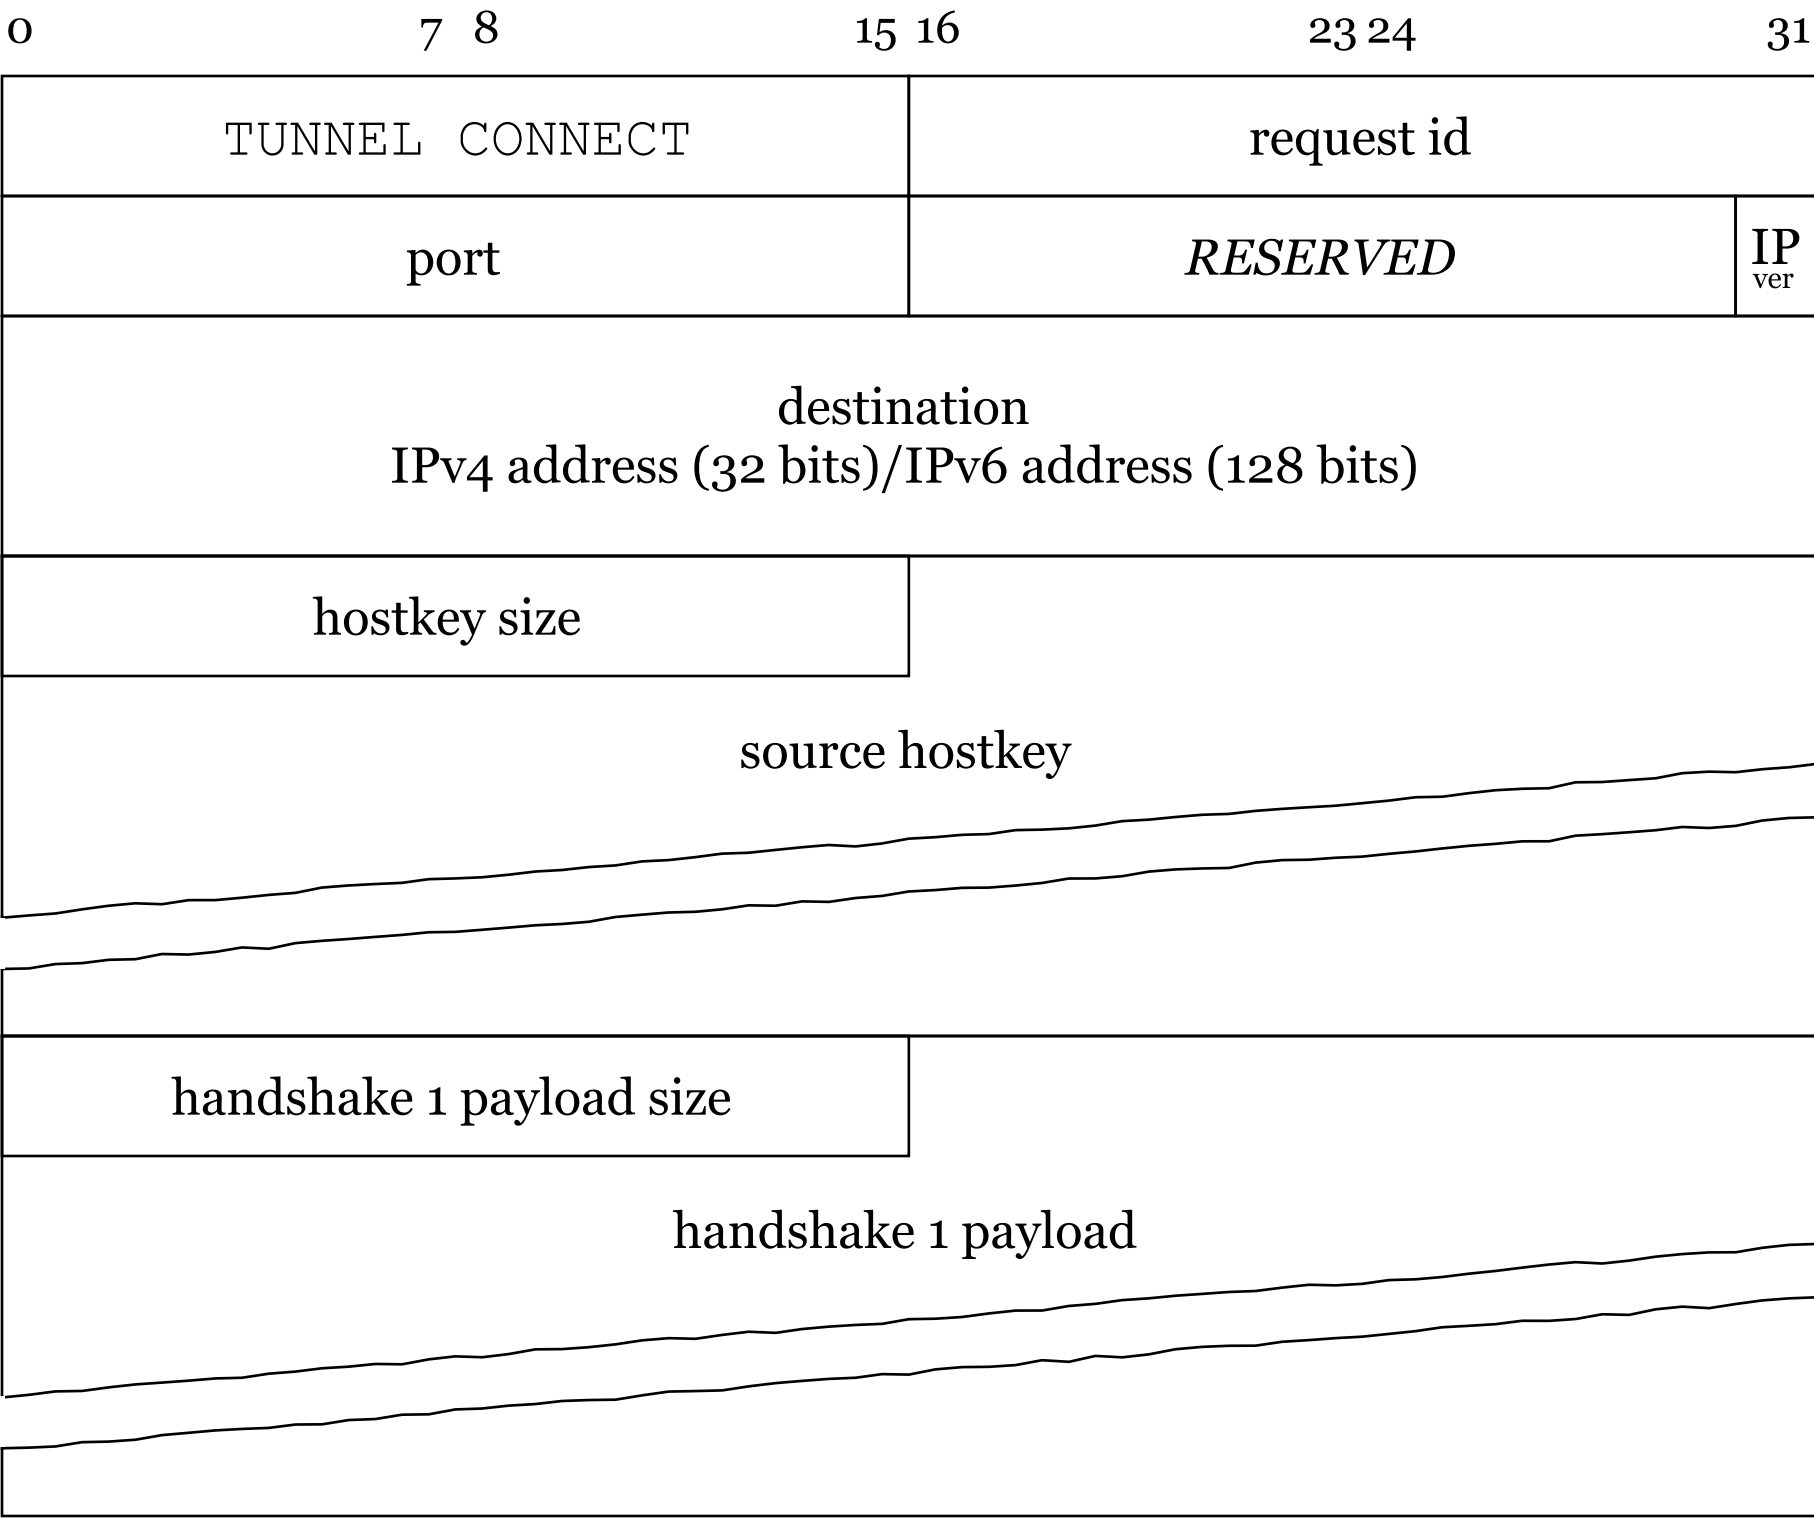 0 7 8 15 16 23 24 31
TUNNEL CONNECT request id
port RESERVED IP
ver
destination
IPv4 address (32 bits)/IPv6 address (128 bits)
hostkey size
source hostkey
handshake 1 payload size
handshake 1 payload